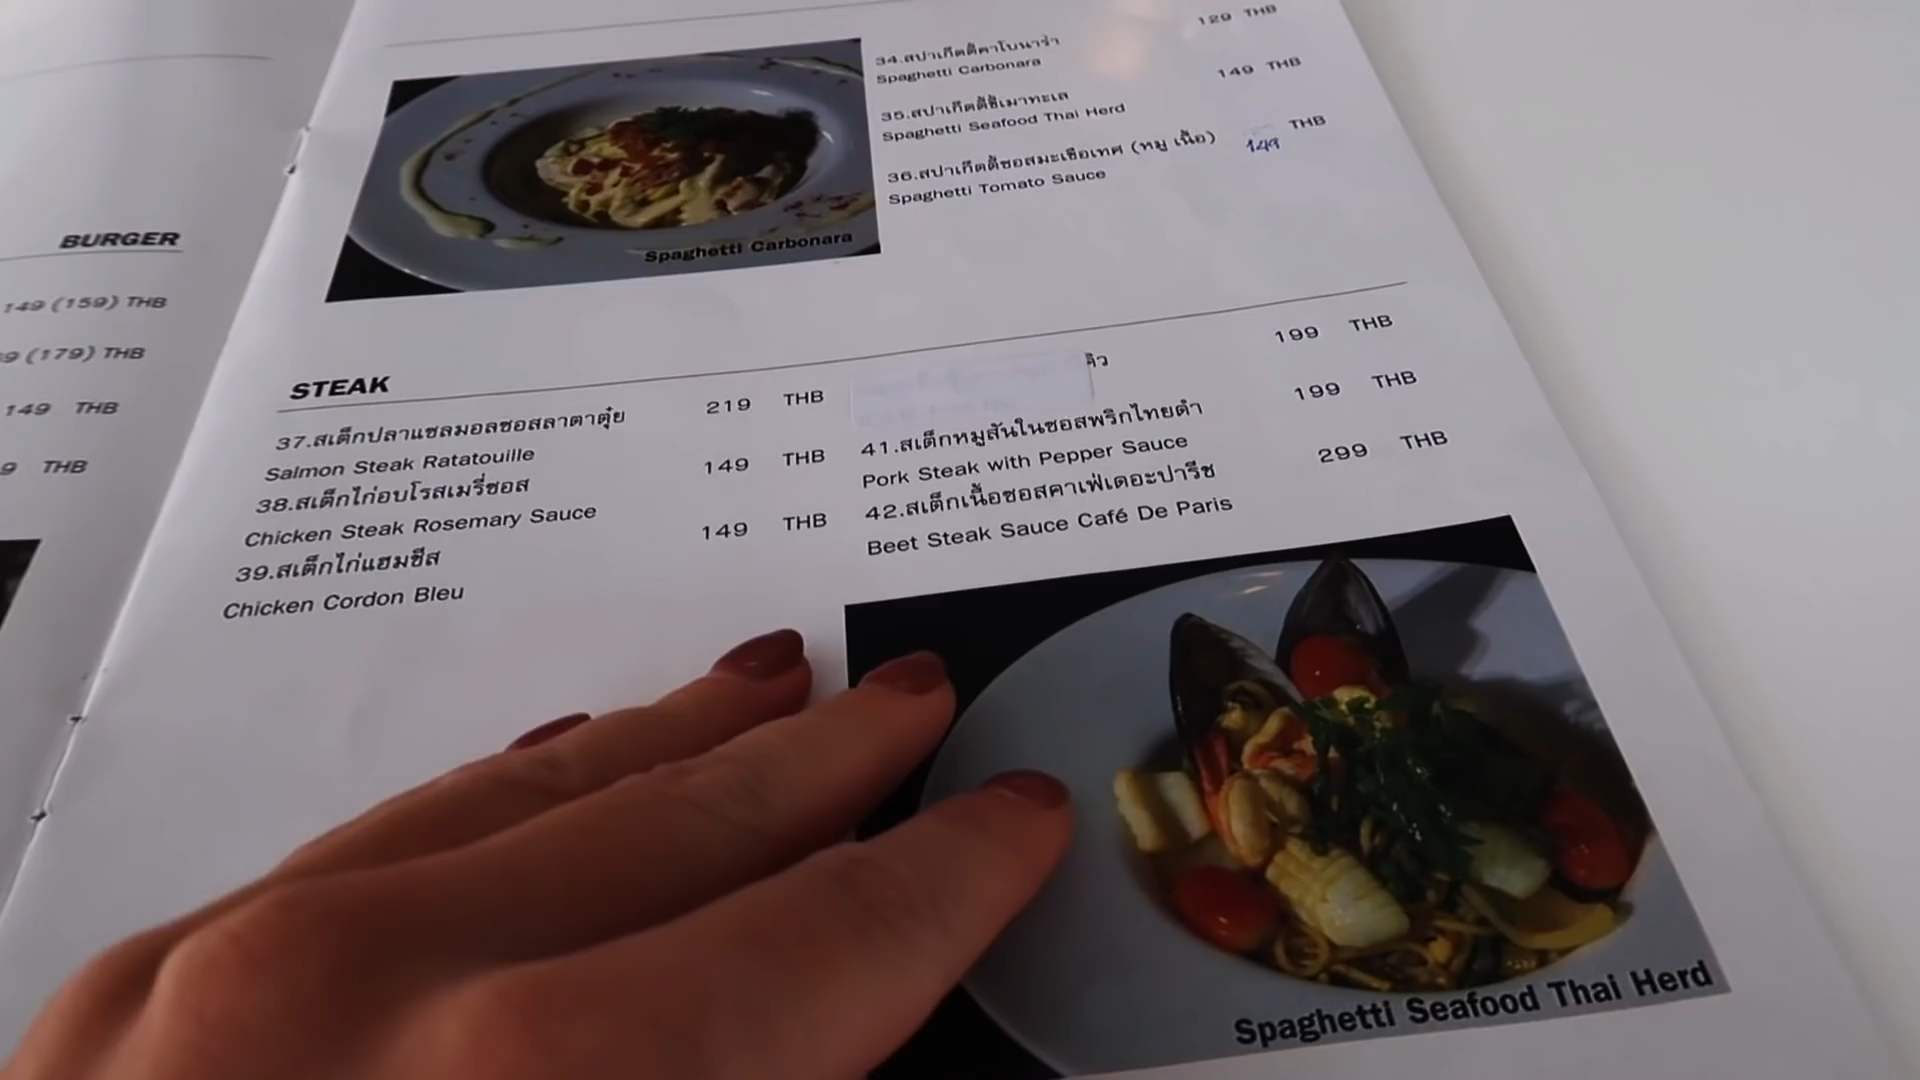 BURGER
149 (159) THB
9 (179) THB
149 THB
9 THB
34.สปาเก็ตตี้คาโบนาร่า 129 THB
Spaghetti Carbonara
35.สปาเก็ตตี้ขี้เมาทะเล 149 THB
Spaghetti Seafood Thai Herd
36.สปาเก็ตตี้ซอสมะเขือเทศ (หมู เนื้อ) 149 THB
Spaghetti Tomato Sauce
Spaghetti Carbonara
STEAK
37.สเต็กปลาแซลมอลซอสลาตาตุ๋ย 219 THB
Salmon Steak Ratatouille
38.สเต็กไก่อบโรสเมรี่ซอส 149 THB
Chicken Steak Rosemary Sauce
39.สเต็กไก่แฮมชีส 149 THB
Chicken Cordon Bleu
คิว 199 THB
41.สเต็กหมูสันในซอสพริกไทยดำ 199 THB
Pork Steak with Pepper Sauce
42.สเต็กเนื้อซอสคาเฟ่เดอะปารีช 299 THB
Beet Steak Sauce Café De Paris
Spaghetti Seafood Thai Herd